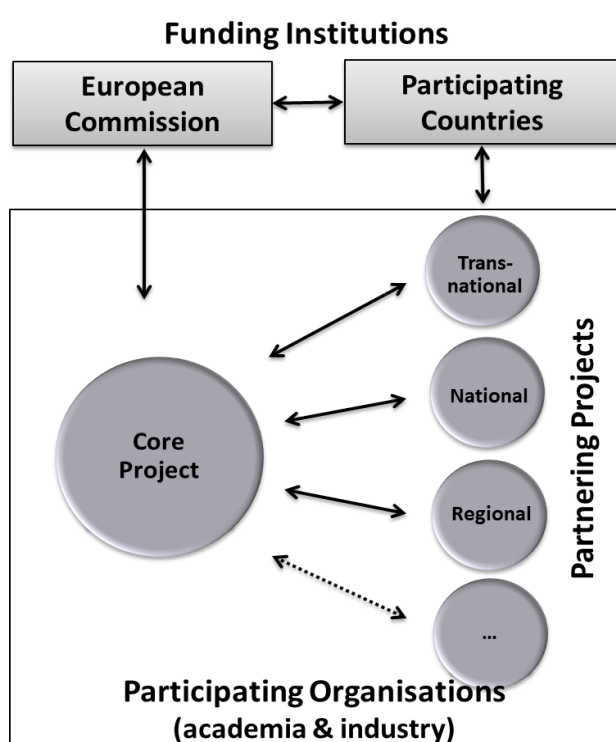 Funding Institutions
European
Commission
Participating
Countries
Trans-
national
National
Regional
...
Core
Project
Partnering Projects
Participating Organisations
(academia & industry)